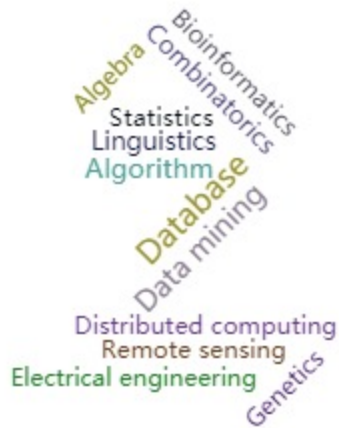 Bioinformatics
Combinatorics
Algebra
Statistics
Linguistics
Algorithm
Database
Data mining
Distributed computing
Remote sensing
Electrical engineering
Genetics